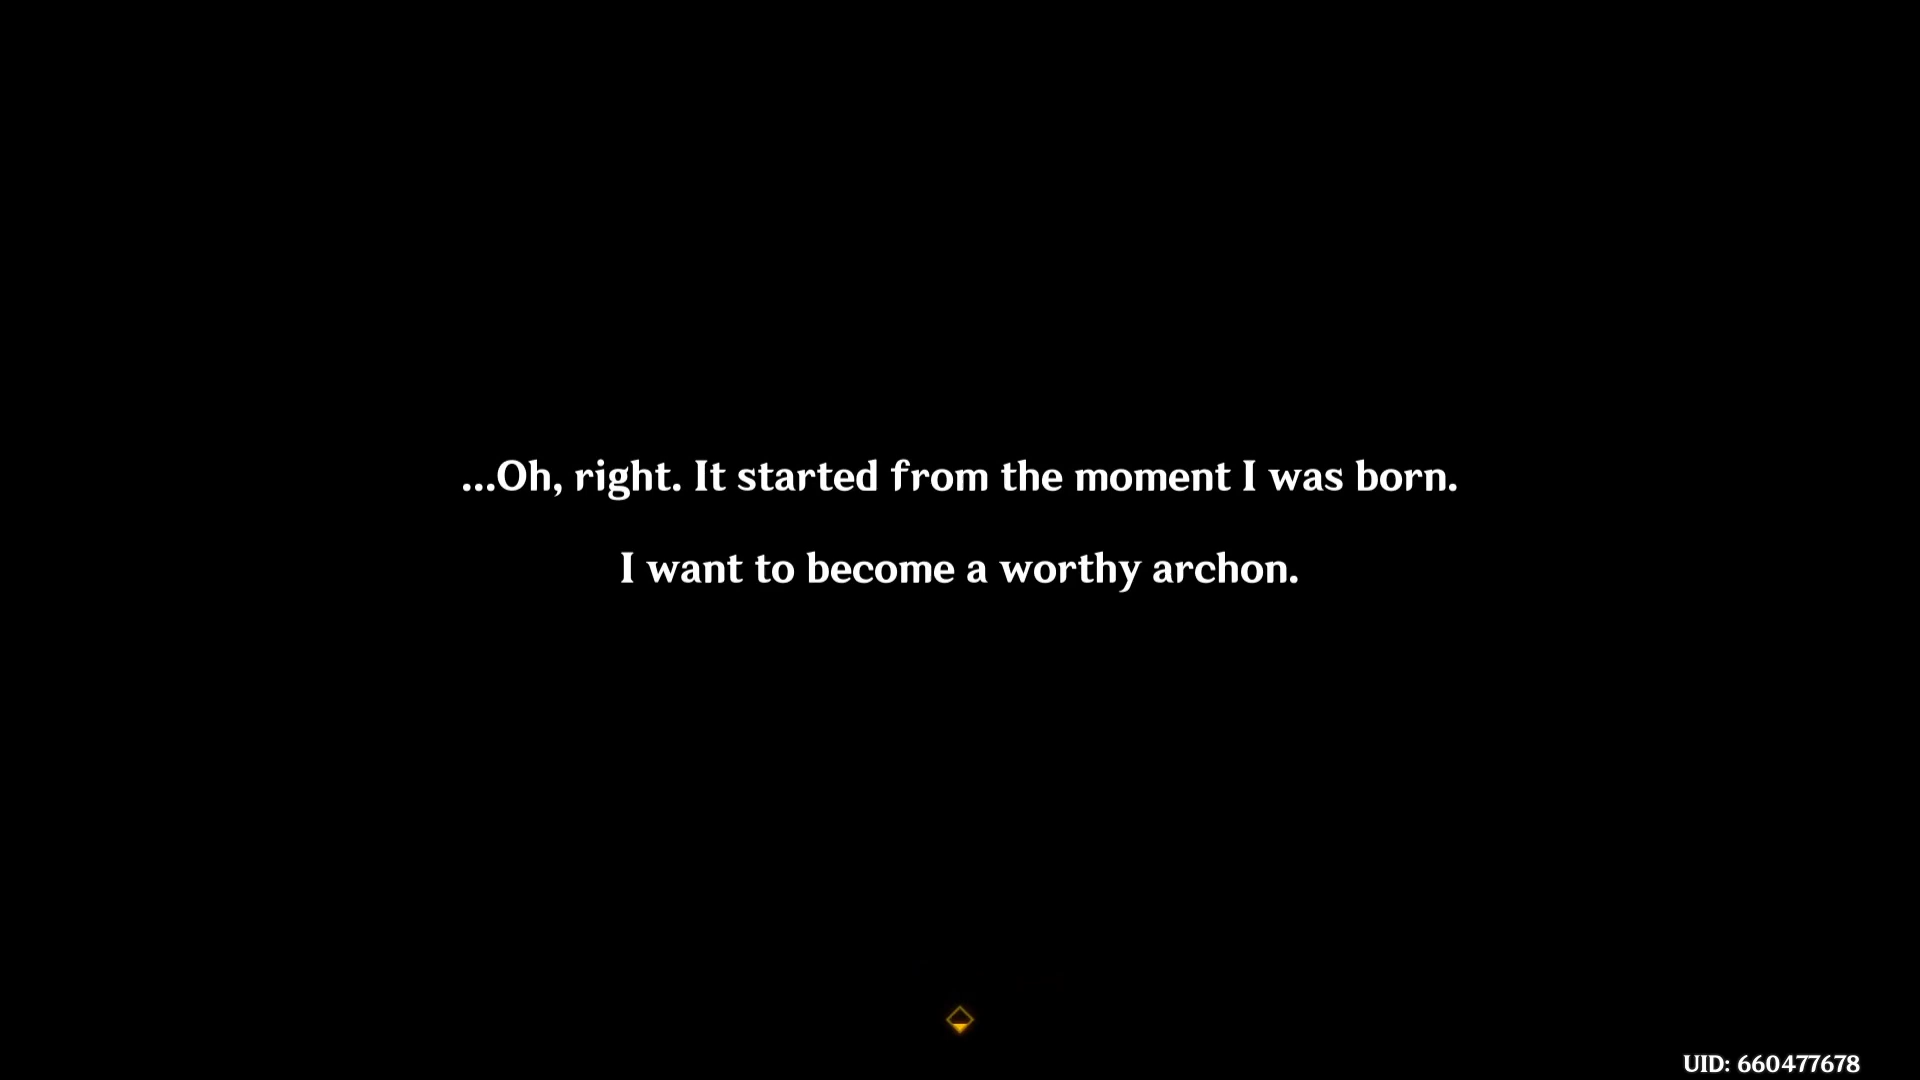 ...Oh, right. It started from the moment I was born.
I want to become a worthy archon.
UID: 660477678